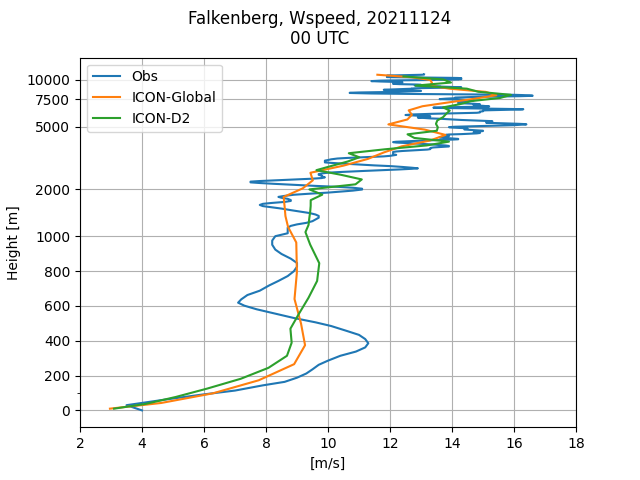 Falkenberg, Wspeed, 20211124
00 UTC
Obs
ICON-Global
ICON-D2
10000
7500
5000
2000
1000
800
600
400
200
0
Height [m]
2 4 6 8 10 12 14 16 18
[m/s]